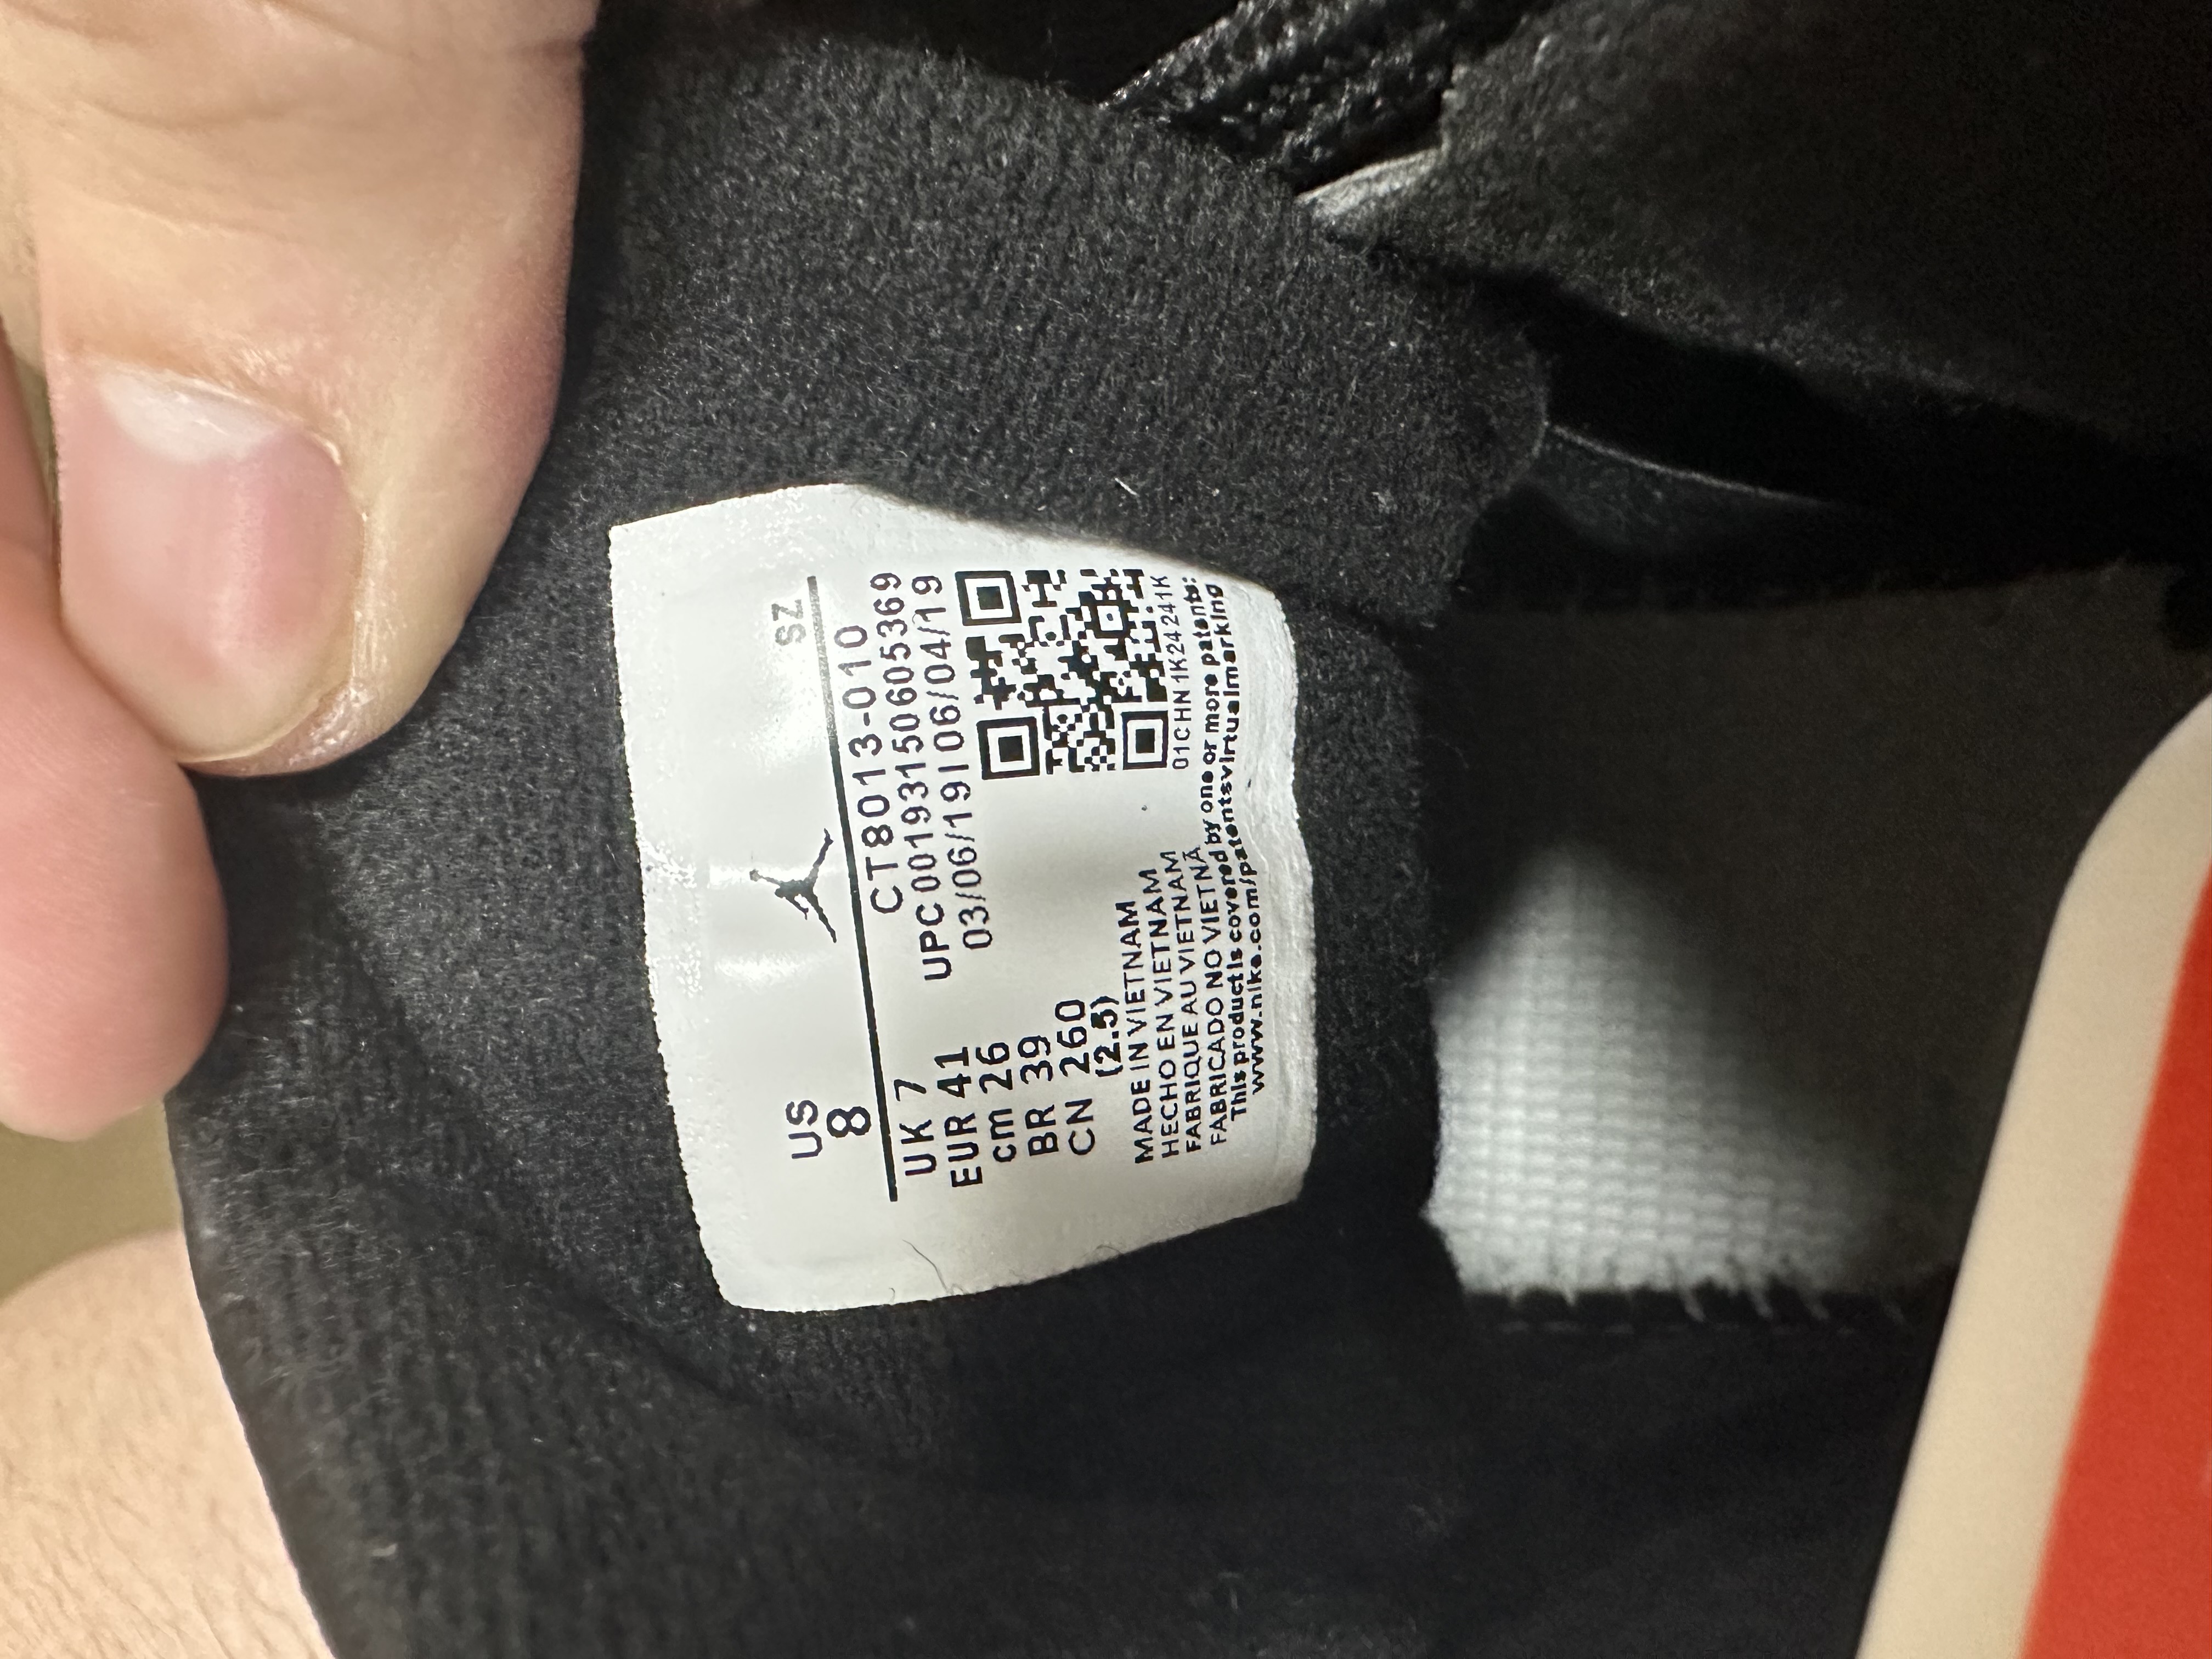 US
8
SZ
UK 7
EUR 41
cm 26
BR 39
CN 260
(2.5)
CT8013-010
UPC 00193150605369
03/06/19| 06/04/19
01CHN1K24241K
MADE IN VIETNAM
HECHO EN VIETNAM
FABRIQUE AU VIETNAM
FABRICADO NO VIETNÃ
This product is covered by one or more patents:
www.nike.com/patentsvirtualmarking